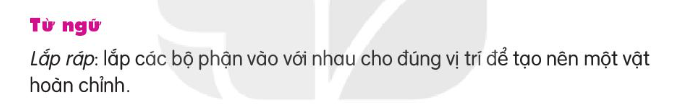 Từ ngữ
Lắp ráp: lắp các bộ phận vào với nhau cho đúng vị trí để tạo nên một vật
hoàn chỉnh.